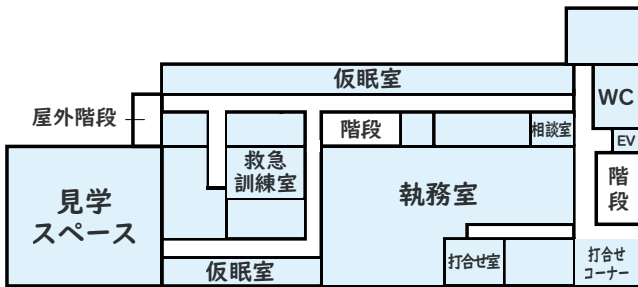 仮眠室
WC
屋外階段
階段
相談室
EV
救急
訓練室
階
段
見学
スペース
執務室
打合せ室
打合せ
コーナー
仮眠室